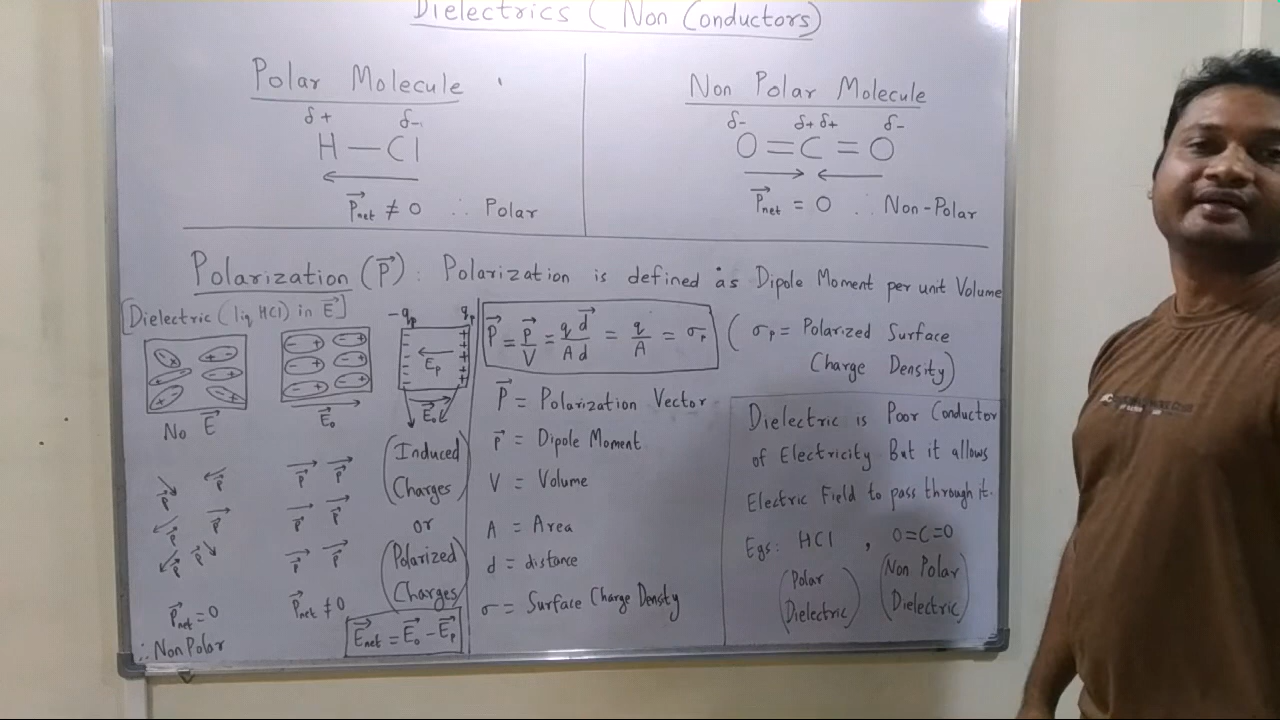 Dielectrics ( Non Conductors)
Polar Molecule
δ+ δ-
H — Cl
P⃗net ≠ 0 ∴ Polar
Non Polar Molecule
δ- δ+ δ+ δ-
O = C = O
P⃗net = 0 ∴ Non-Polar
Polarization (P⃗) : Polarization is defined as Dipole Moment per unit Volume
[Dielectric ( liq HCl) in E⃗]
No E⃗
E⃗o
-qp qp
Ep
E⃗o
p⃗ p⃗
p⃗ p⃗
p⃗ p⃗
P⃗net = 0
∴ Non Polar
p⃗ p⃗
p⃗ p⃗
p⃗ p⃗
P⃗net ≠ 0
(Induced
Charges)
or
(Polarized
Charges)
E⃗net = E⃗o - E⃗p
P⃗ = p⃗/V = q d⃗/A d = q/A = σp
( σp = Polarized Surface
Charge Density)
P⃗ = Polarization Vector
p⃗ = Dipole Moment
V = Volume
A = Area
d = distance
σ = Surface Charge Density
Dielectric is Poor Conductor
of Electricity But it allows
Electric Field to pass through it.
Egs: HCl , O=C=O
(Polar
Dielectric)
(Non Polar
Dielectric)